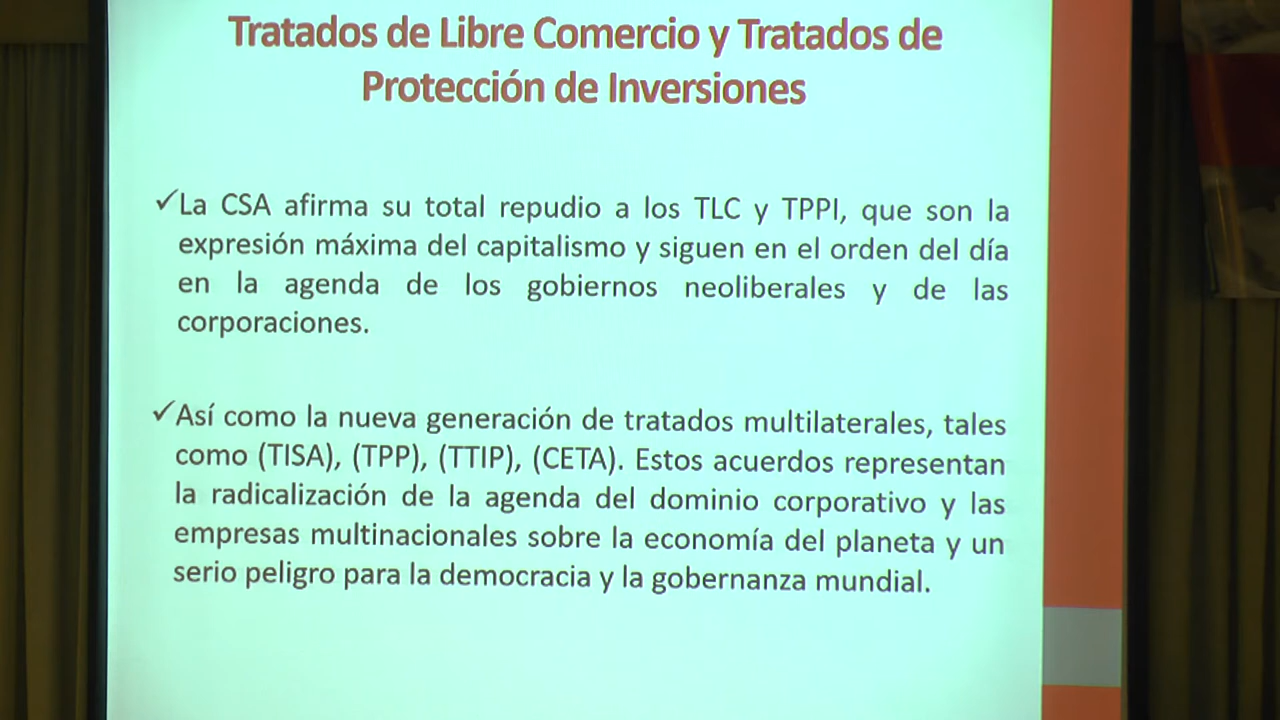 Tratados de Libre Comercio y Tratados de
Protección de Inversiones
✓La CSA afirma su total repudio a los TLC y TPPI, que son la
expresión máxima del capitalismo y siguen en el orden del día
en la agenda de los gobiernos neoliberales y de las
corporaciones.
✓Así como la nueva generación de tratados multilaterales, tales
como (TISA), (TPP), (TTIP), (CETA). Estos acuerdos representan
la radicalización de la agenda del dominio corporativo y las
empresas multinacionales sobre la economía del planeta y un
serio peligro para la democracia y la gobernanza mundial.